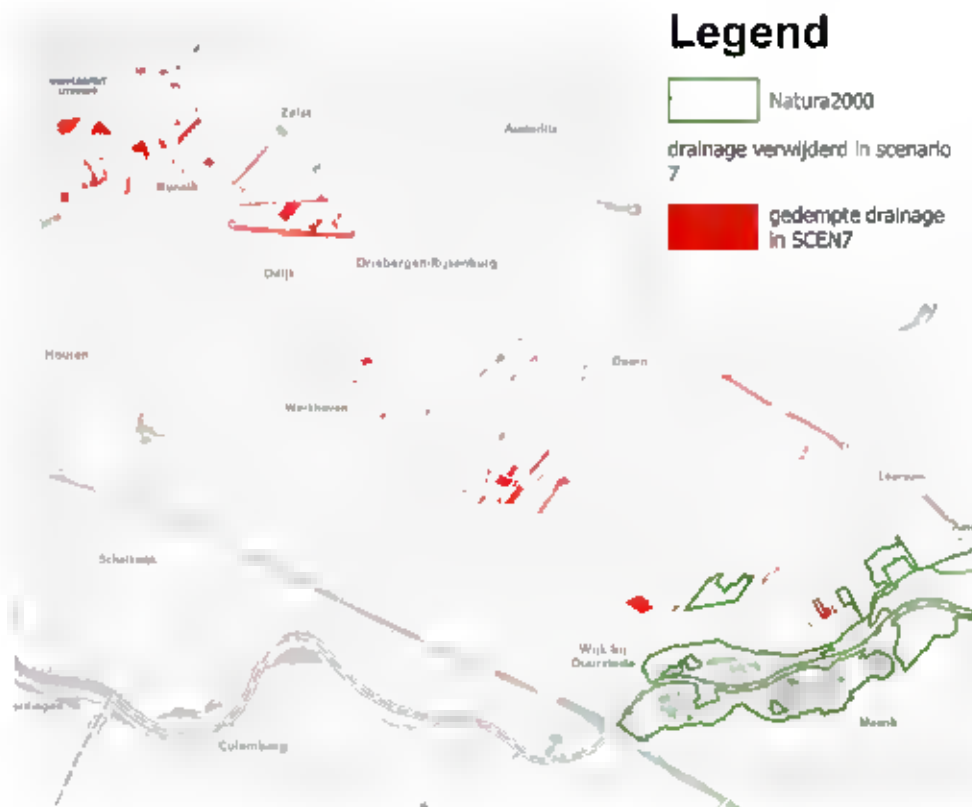 Legend
Natura2000
drainage verwijderd in scenario
7
gedempte drainage
in SCEN7
Zeist
Austerlitz
Bunnik
Driebergen-Rijsenburg
Odijk
Houten
Doorn
Werkhoven
Leersum
Schalkwijk
Wijk bij
Duurstede
Culemborg
Maurik